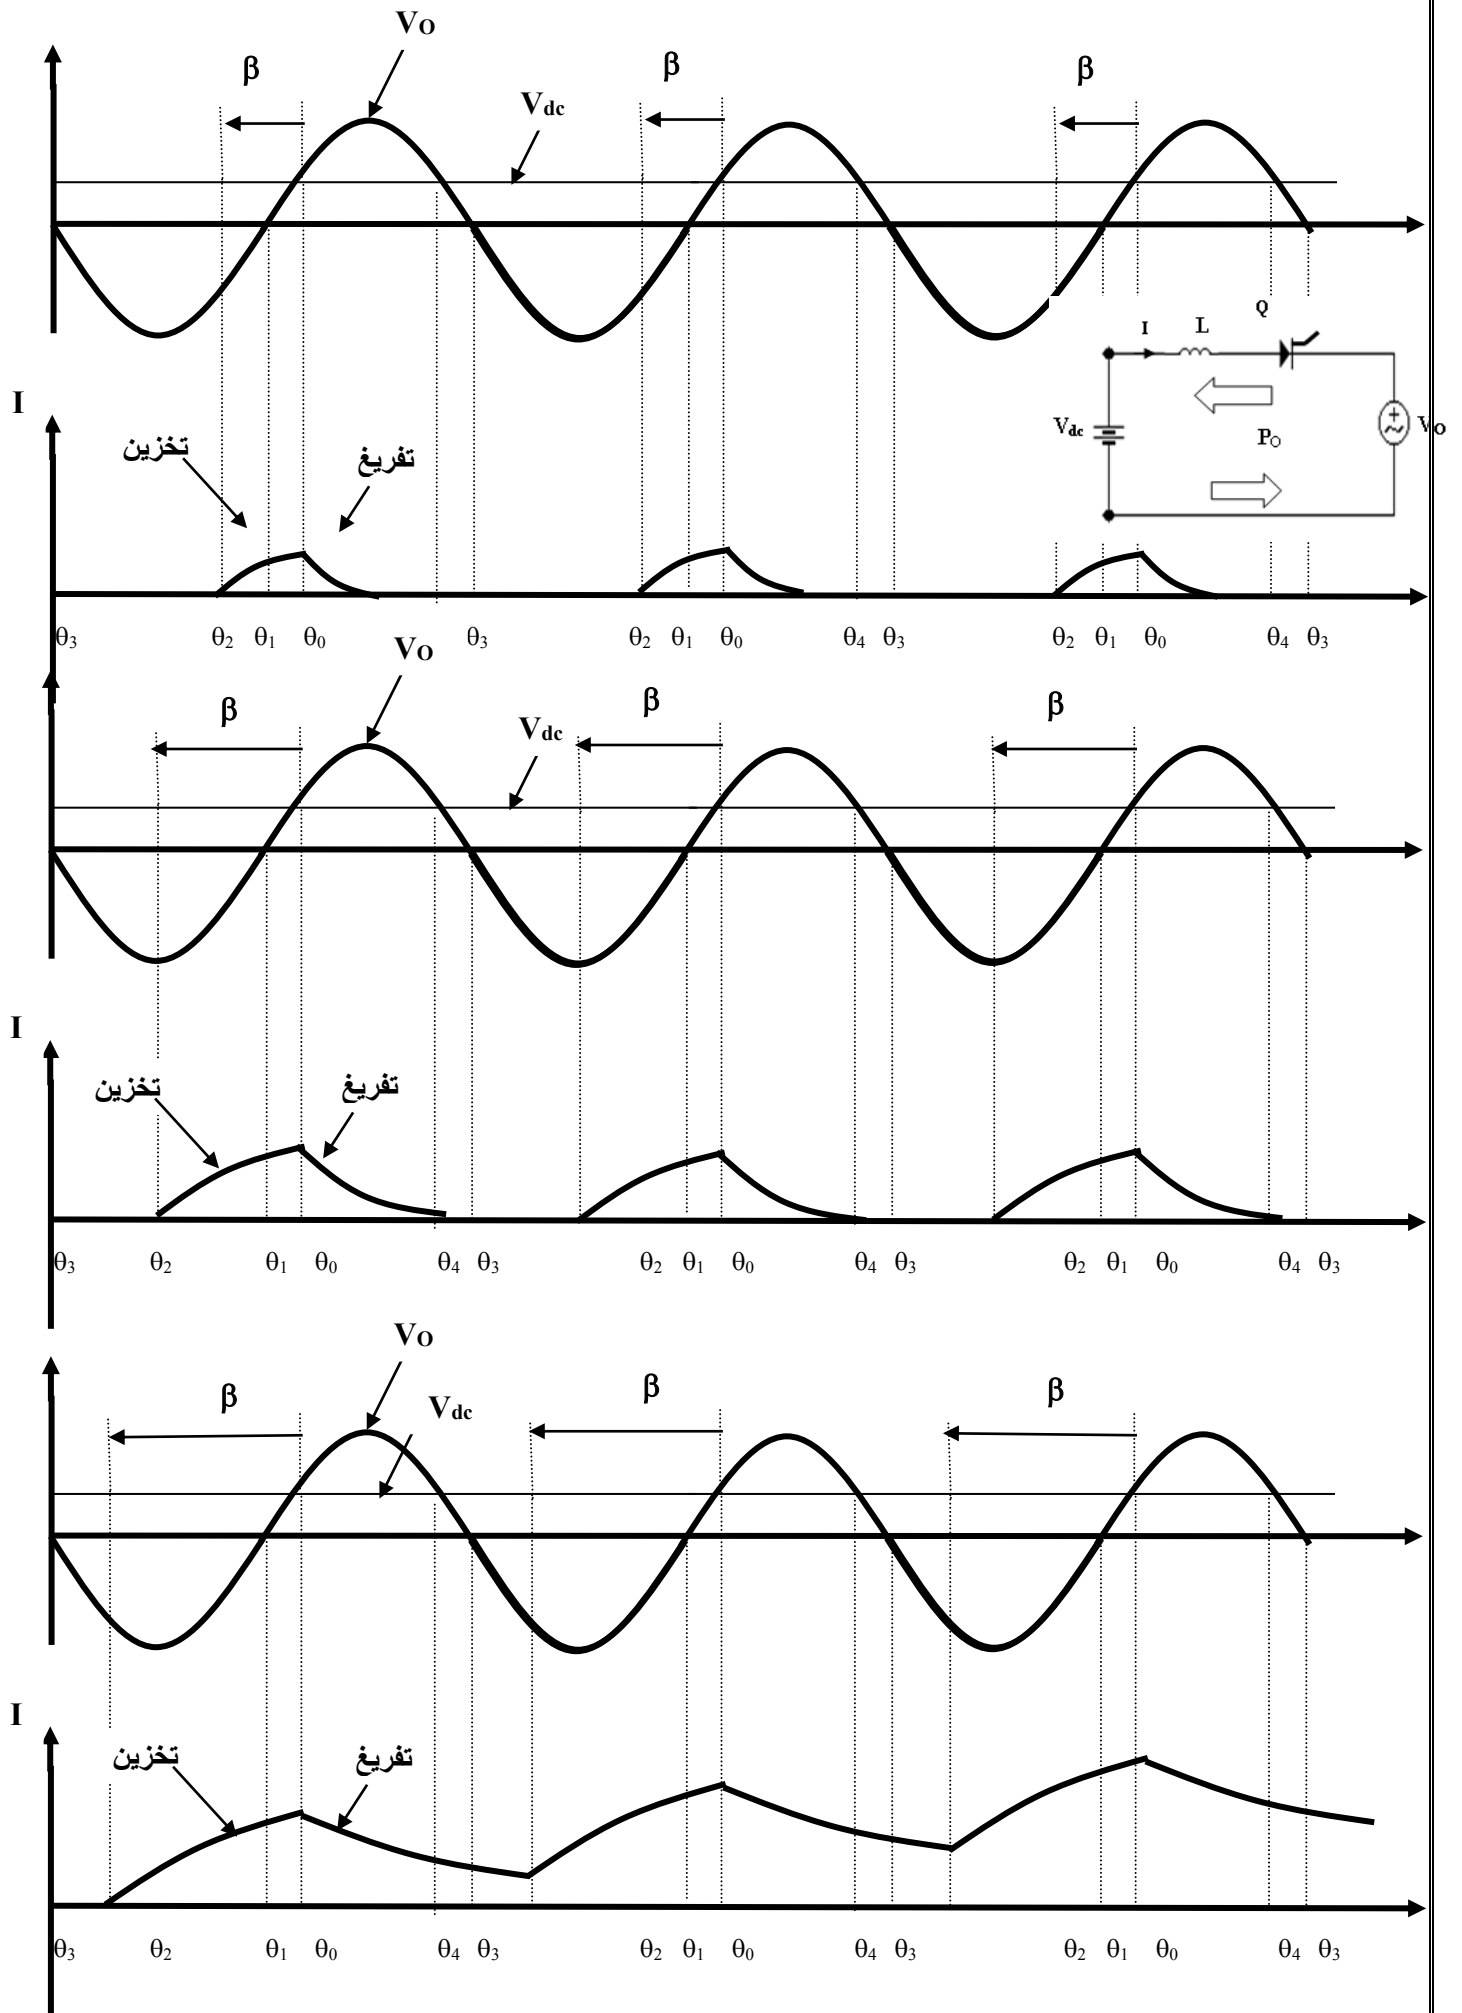 Vo
β β β
Vdc
Q
I L
I
Vdc Vo
Po
تخزين تفريغ
θ3 θ2 θ1 θ0 θ3 θ2 θ1 θ0 θ4 θ3 θ2 θ1 θ0 θ4 θ3
Vo
β β β
Vdc
I
تخزين تفريغ
θ3 θ2 θ1 θ0 θ4 θ3 θ2 θ1 θ0 θ4 θ3 θ2 θ1 θ0 θ4 θ3
Vo
β β β
Vdc
I
تخزين تفريغ
θ3 θ2 θ1 θ0 θ4 θ3 θ2 θ1 θ0 θ4 θ3 θ2 θ1 θ0 θ4 θ3